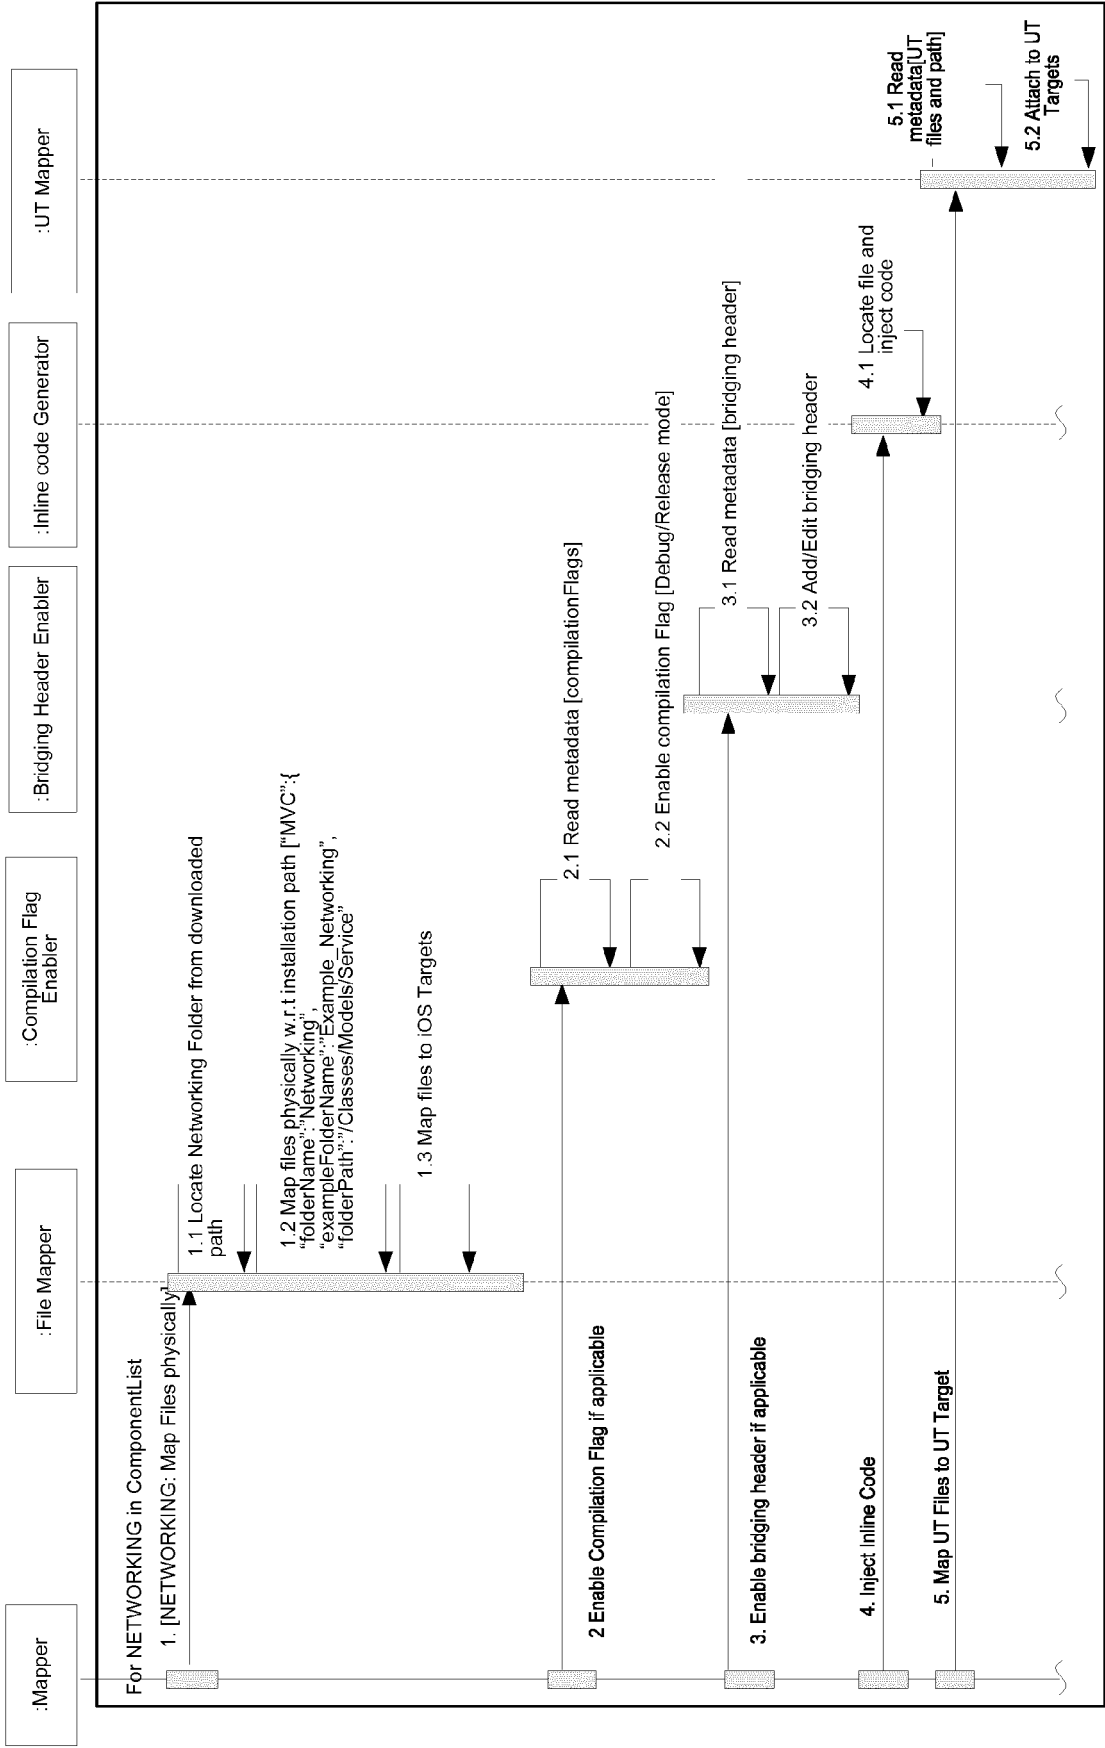 :Mapper
:File Mapper
:Compilation Flag
Enabler
:Bridging Header Enabler
:Inline code Generator
:UT Mapper
For NETWORKING in ComponentList
1. [NETWORKING: Map Files physically]
1.1 Locate Networking Folder from downloaded
path
1.2 Map files physically w.r.t installation path [“MVC”:{
“folderName”:”Networking”,
“exampleFolderName”:”Example_Networking”,
“folderPath”:”/Classes/Models/Service”
1.3 Map files to iOS Targets
2 Enable Compilation Flag if applicable
2.1 Read metadata [compilationFlags]
2.2 Enable compilation Flag [Debug/Release mode]
3. Enable bridging header if applicable
3.1 Read metadata [bridging header]
3.2 Add/Edit bridging header
4. Inject Inline Code
4.1 Locate file and
inject code
5. Map UT Files to UT Target
5.1 Read
metadata[UT
files and path]
5.2 Attach to UT
Targets